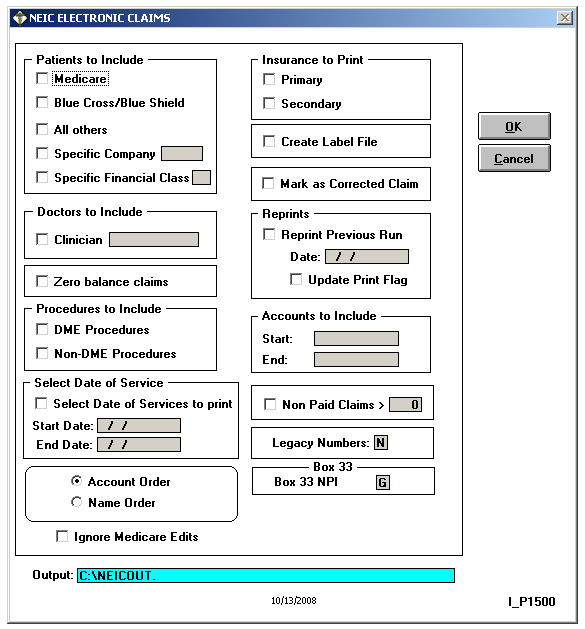 NEIC ELECTRONIC CLAIMS
Patients to Include
Medicare
Blue Cross/Blue Shield
All others
Specific Company
Specific Financial Class
Doctors to Include
Clinician
Zero balance claims
Procedures to Include
DME Procedures
Non-DME Procedures
Select Date of Service
Select Date of Services to print
Start Date: / /
End Date: / /
Account Order
Name Order
Ignore Medicare Edits
Insurance to Print
Primary
Secondary
Create Label File
Mark as Corrected Claim
Reprints
Reprint Previous Run
Date: / /
Update Print Flag
Accounts to Include
Start:
End:
Non Paid Claims > 0
Legacy Numbers: N
Box 33
Box 33 NPI G
OK
Cancel
Output: C:\NEICOUT.
10/13/2008
I_P1500